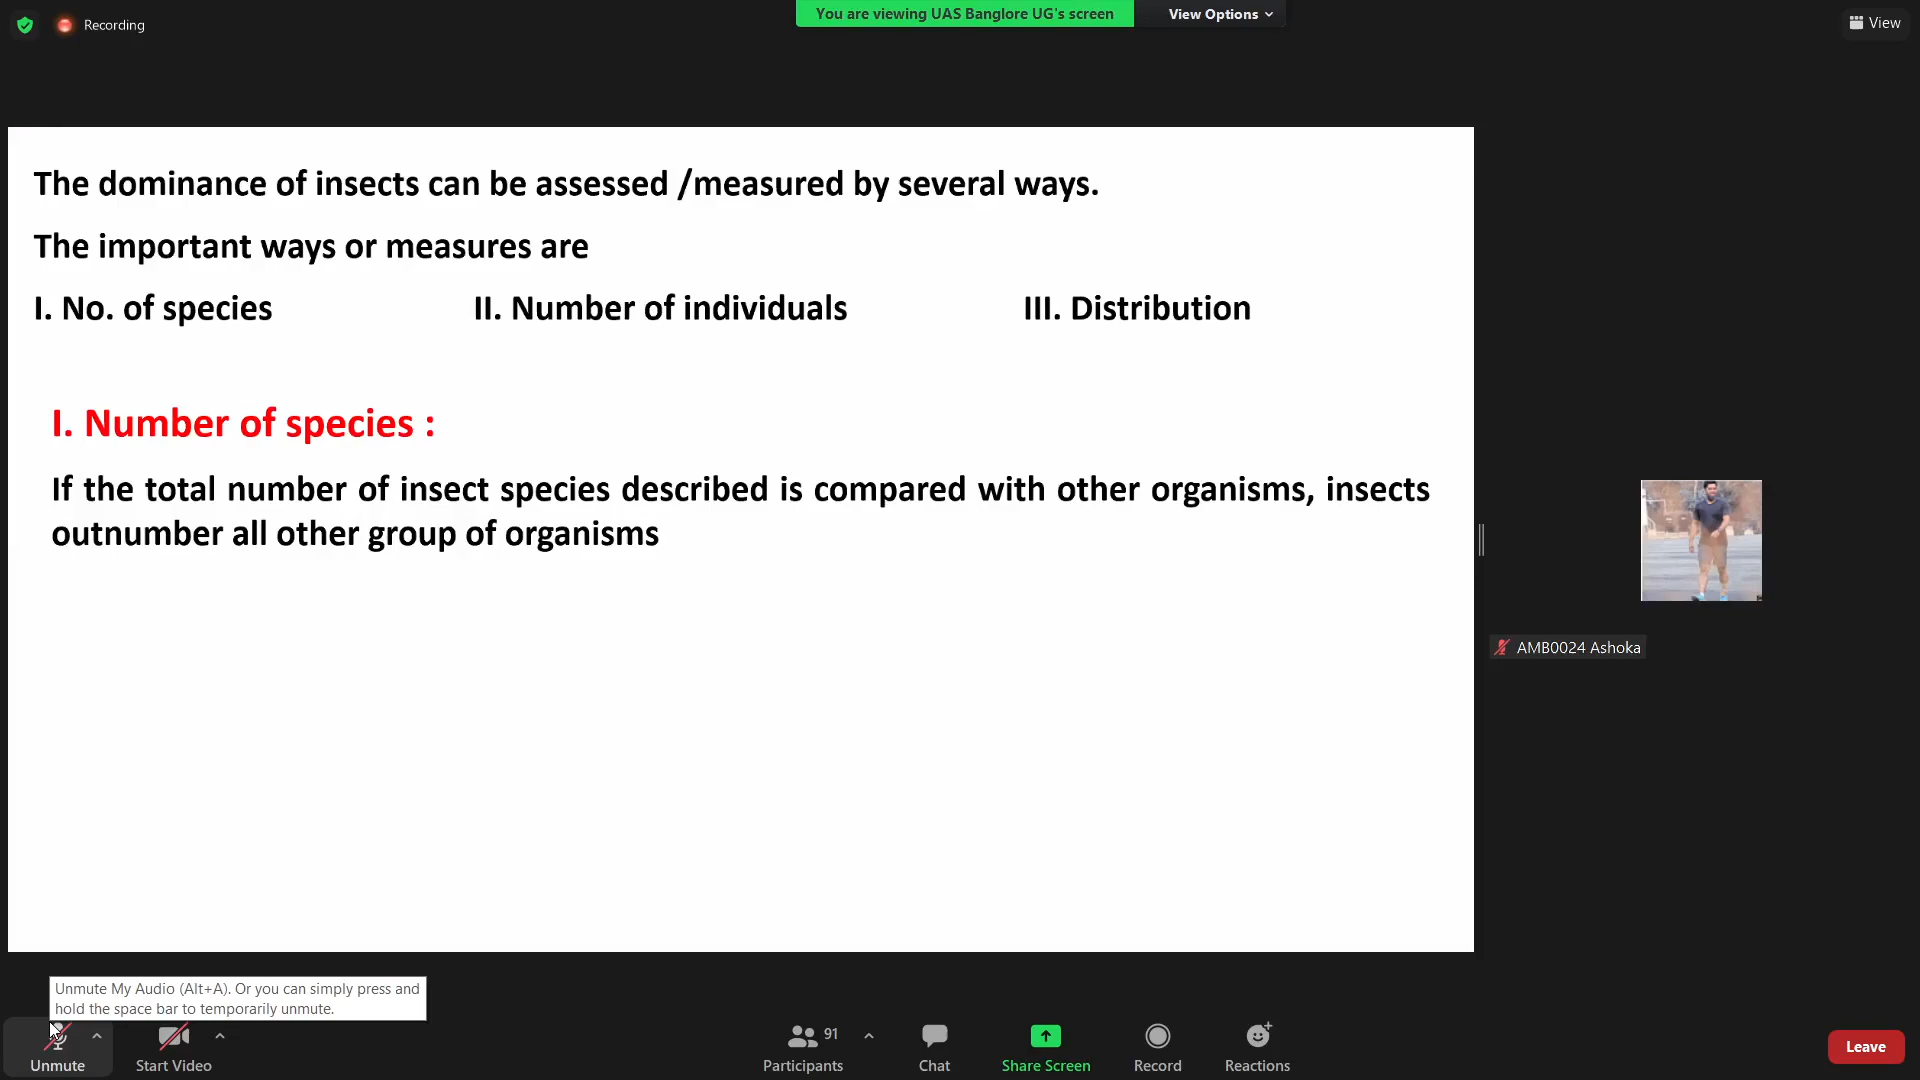 Recording
You are viewing UAS Banglore UG's screen
View Options
View
The dominance of insects can be assessed /measured by several ways.
The important ways or measures are
I. No. of species II. Number of individuals III. Distribution
I. Number of species :
If the total number of insect species described is compared with other organisms, insects
outnumber all other group of organisms
AMB0024 Ashoka
Unmute My Audio (Alt+A). Or you can simply press and
hold the space bar to temporarily unmute.
Unmute
Start Video
91
Participants
Chat
Share Screen
Record
Reactions
Leave